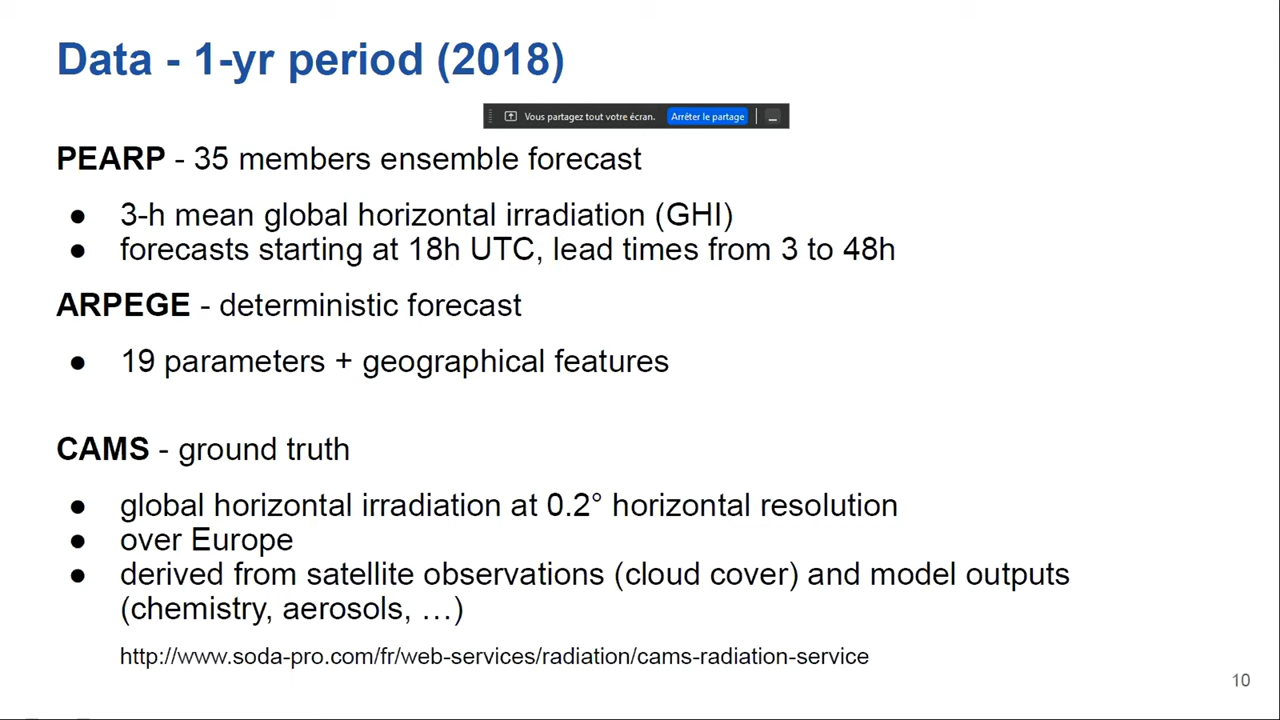 Data - 1-yr period (2018)
Vous partagez tout votre écran. Arrêter le partage
PEARP - 35 members ensemble forecast
● 3-h mean global horizontal irradiation (GHI)
● forecasts starting at 18h UTC, lead times from 3 to 48h
ARPEGE - deterministic forecast
● 19 parameters + geographical features
CAMS - ground truth
● global horizontal irradiation at 0.2° horizontal resolution
● over Europe
● derived from satellite observations (cloud cover) and model outputs
(chemistry, aerosols, …)
http://www.soda-pro.com/fr/web-services/radiation/cams-radiation-service
10